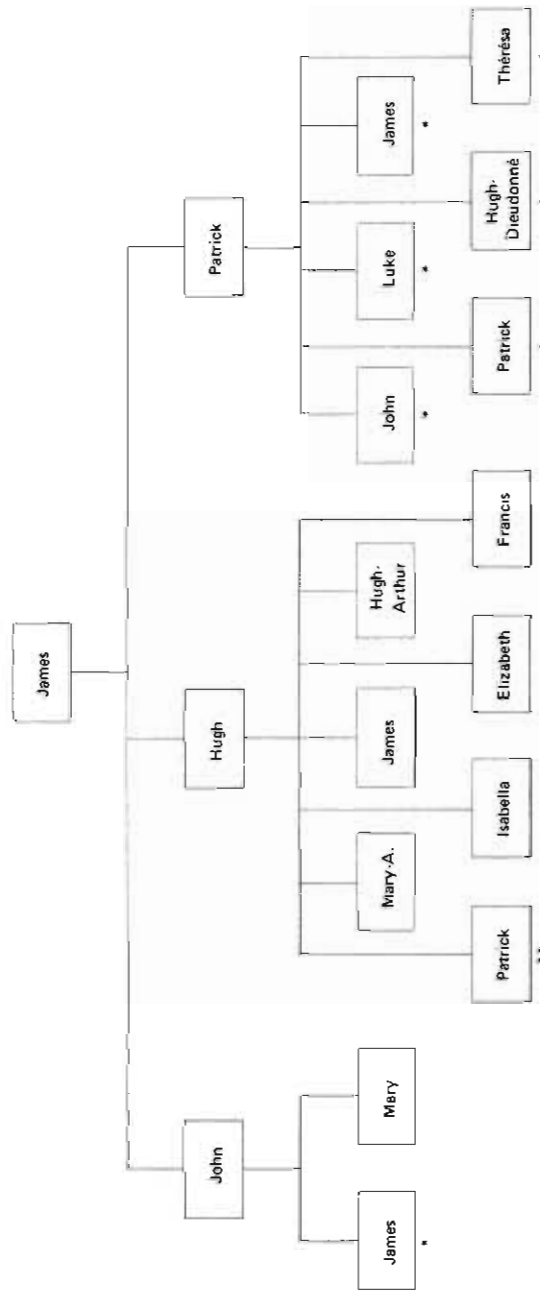 James
John
Hugh
Patrick
James
*
Mary
Patrick
**
Mary-A.
Isabella
James
Elizabeth
Hugh-
Arthur
Francis
John
*
Patrick
*
Luke
*
Hugh-
Dieudonné
*
James
*
Thérésa
*